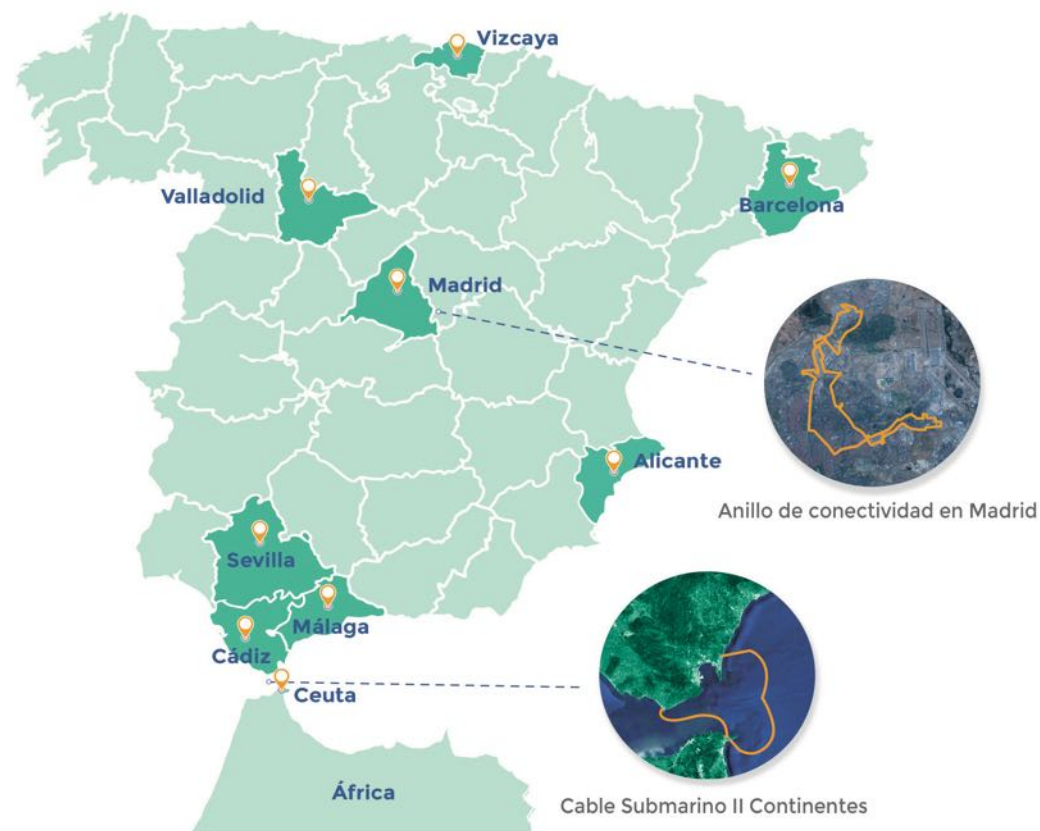 Vizcaya
Valladolid
Barcelona
Madrid
Alicante
Anillo de conectividad en Madrid
Sevilla
Málaga
Cádiz
Ceuta
África
Cable Submarino II Continentes